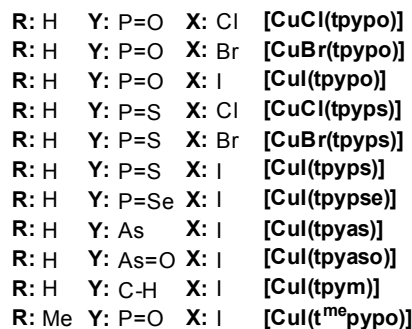 R: H Y: P=O X: Cl [CuCl(tpypo)]
R: H Y: P=O X: Br [CuBr(tpypo)]
R: H Y: P=O X: I [CuI(tpypo)]
R: H Y: P=S X: Cl [CuCl(tpyps)]
R: H Y: P=S X: Br [CuBr(tpyps)]
R: H Y: P=S X: I [CuI(tpyps)]
R: H Y: P=Se X: I [CuI(tpypse)]
R: H Y: As X: I [CuI(tpyas)]
R: H Y: As=O X: I [CuI(tpyaso)]
R: H Y: C-H X: I [CuI(tpym)]
R: Me Y: P=O X: I [CuI(t^mepypo)]